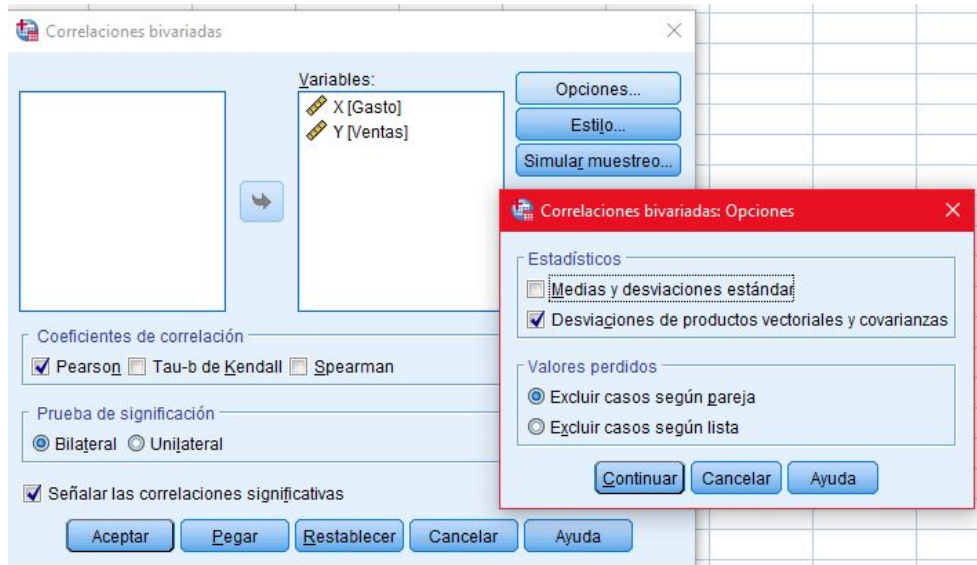 Correlaciones bivariadas
Variables:
X [Gasto]
Y [Ventas]
Opciones...
Estilo...
Simular muestreo...
Coeficientes de correlación
Pearson Tau-b de Kendall Spearman
Prueba de significación
Bilateral Unilateral
Señalar las correlaciones significativas
Aceptar Pegar Restablecer Cancelar Ayuda
Correlaciones bivariadas: Opciones
Estadísticos
Medias y desviaciones estándar
Desviaciones de productos vectoriales y covarianzas
Valores perdidos
Excluir casos según pareja
Excluir casos según lista
Continuar Cancelar Ayuda